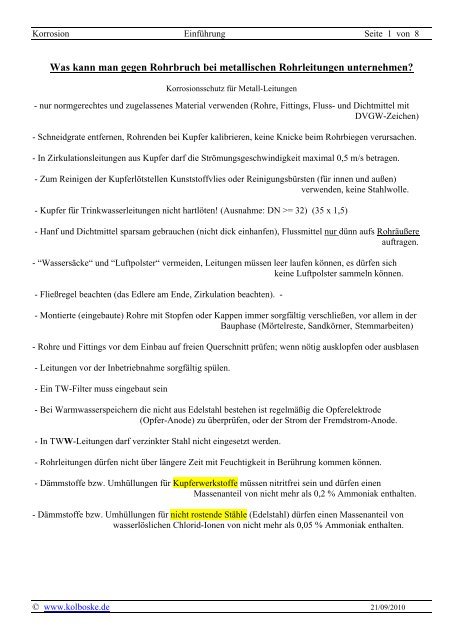 Korrosion Einführung Seite 1 von 8
Was kann man gegen Rohrbruch bei metallischen Rohrleitungen unternehmen?
Korrosionsschutz für Metall-Leitungen
- nur normgerechtes und zugelassenes Material verwenden (Rohre, Fittings, Fluss- und Dichtmittel mit
DVGW-Zeichen)
- Schneidgrate entfernen, Rohrenden bei Kupfer kalibrieren, keine Knicke beim Rohrbiegen verursachen.
- In Zirkulationsleitungen aus Kupfer darf die Strömungsgeschwindigkeit maximal 0,5 m/s betragen.
- Zum Reinigen der Kupferlötstellen Kunststoffvlies oder Reinigungsbürsten (für innen und außen)
verwenden, keine Stahlwolle.
- Kupfer für Trinkwasserleitungen nicht hartlöten! (Ausnahme: DN >= 32) (35 x 1,5)
- Hanf und Dichtmittel sparsam gebrauchen (nicht dick einhanfen), Flussmittel nur dünn aufs Rohräußere
auftragen.
- “Wassersäcke“ und “Luftpolster“ vermeiden, Leitungen müssen leer laufen können, es dürfen sich
keine Luftpolster sammeln können.
- Fließregel beachten (das Edlere am Ende, Zirkulation beachten). -
- Montierte (eingebaute) Rohre mit Stopfen oder Kappen immer sorgfältig verschließen, vor allem in der
Bauphase (Mörtelreste, Sandkörner, Stemmarbeiten)
- Rohre und Fittings vor dem Einbau auf freien Querschnitt prüfen; wenn nötig ausklopfen oder ausblasen
- Leitungen vor der Inbetriebnahme sorgfältig spülen.
- Ein TW-Filter muss eingebaut sein
- Bei Warmwasserspeichern die nicht aus Edelstahl bestehen ist regelmäßig die Opferelektrode
(Opfer-Anode) zu überprüfen, oder der Strom der Fremdstrom-Anode.
- In TWW-Leitungen darf verzinkter Stahl nicht eingesetzt werden.
- Rohrleitungen dürfen nicht über längere Zeit mit Feuchtigkeit in Berührung kommen können.
- Dämmstoffe bzw. Umhüllungen für Kupferwerkstoffe müssen nitritfrei sein und dürfen einen
Massenanteil von nicht mehr als 0,2 % Ammoniak enthalten.
- Dämmstoffe bzw. Umhüllungen für nicht rostende Stähle (Edelstahl) dürfen einen Massenanteil von
wasserlöslichen Chlorid-Ionen von nicht mehr als 0,05 % Ammoniak enthalten.
© www.kolboske.de 21/09/2010